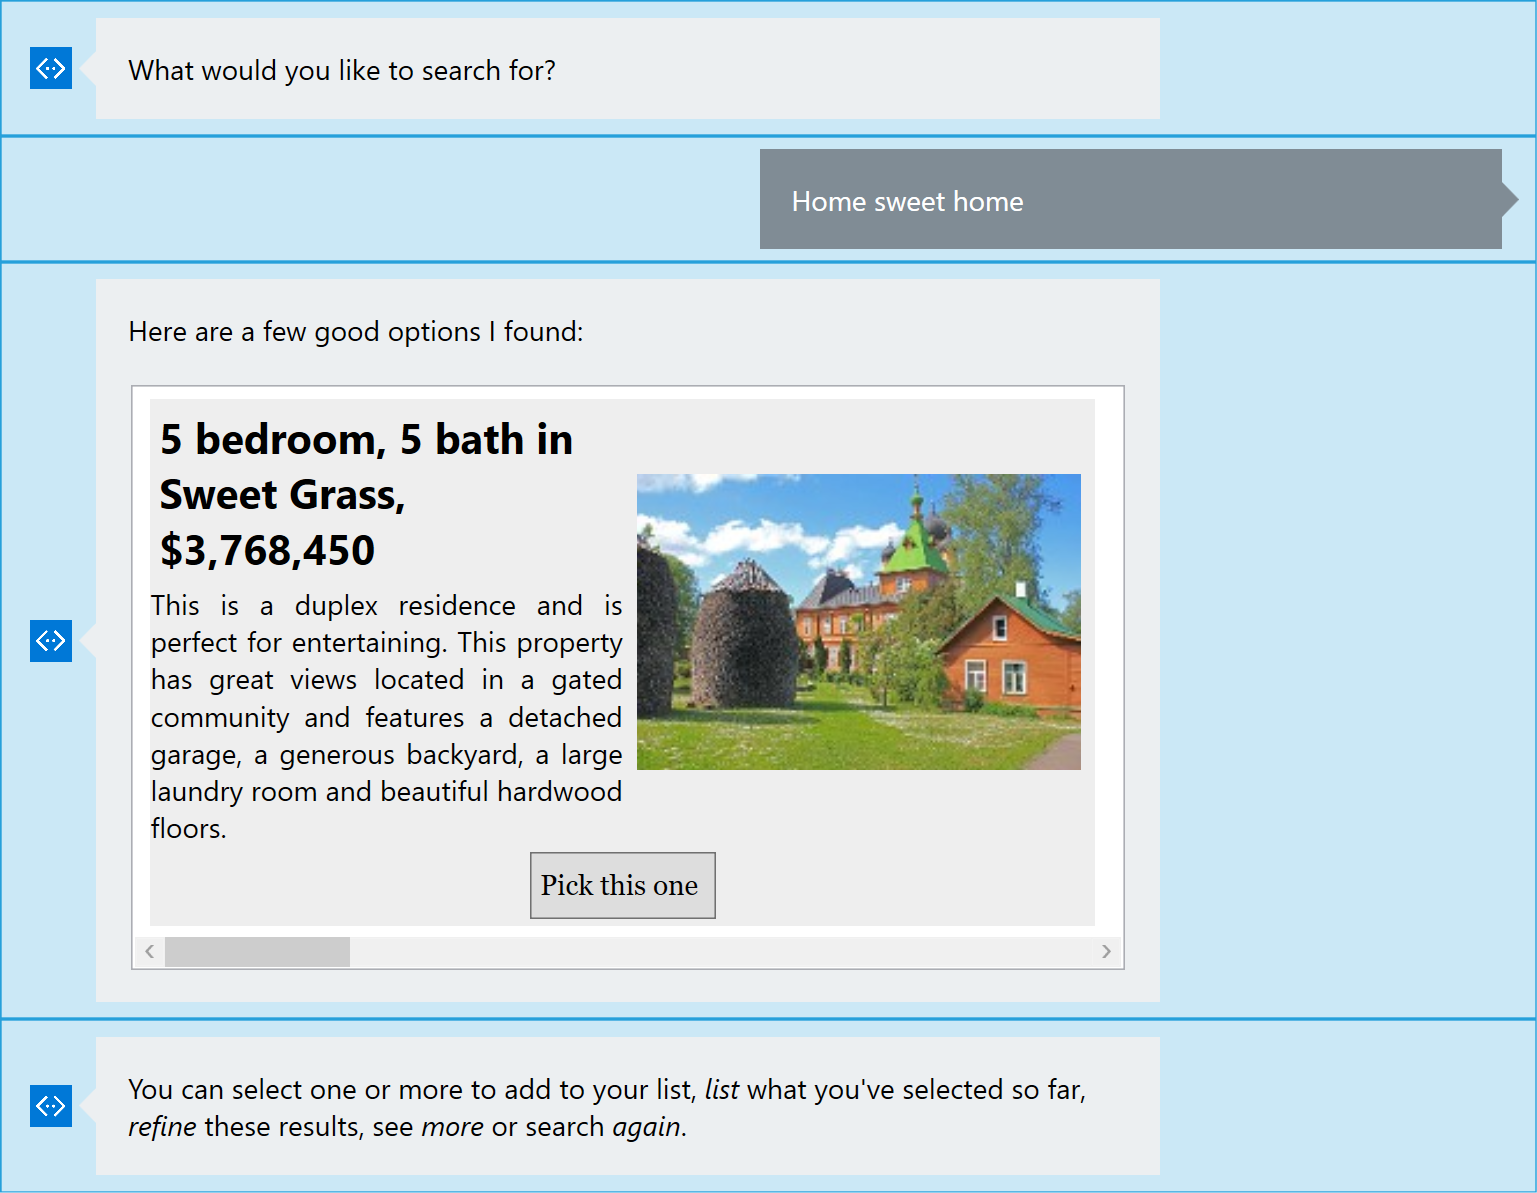 What would you like to search for?
Home sweet home
Here are a few good options I found:
5 bedroom, 5 bath in
Sweet Grass,
$3,768,450
This is a duplex residence and is
perfect for entertaining. This property
has great views located in a gated
community and features a detached
garage, a generous backyard, a large
laundry room and beautiful hardwood
floors.
Pick this one
You can select one or more to add to your list, list what you've selected so far,
refine these results, see more or search again.